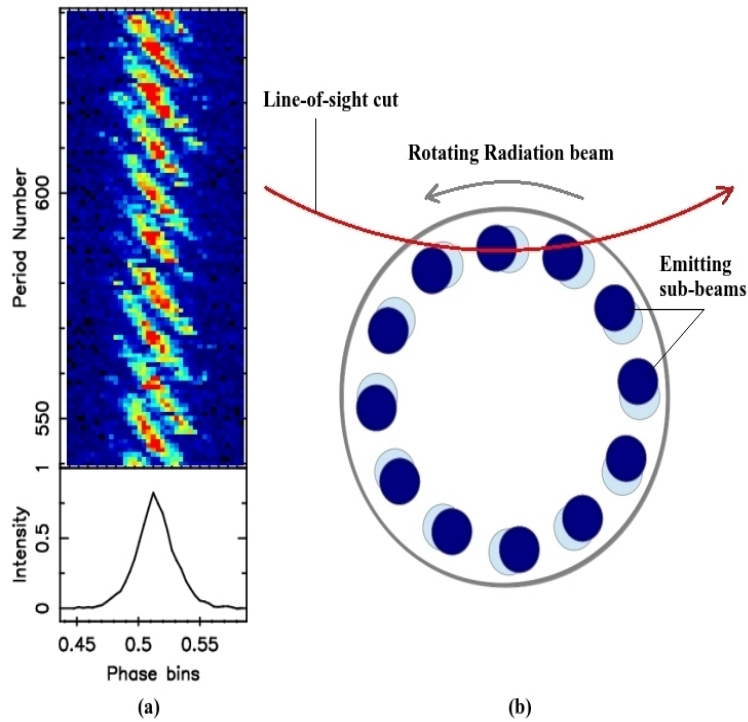 Period Number
600
550
Intensity
1
0.5
0
0.45
0.5
0.55
Phase bins
(a)
Line-of-sight cut
Rotating Radiation beam
Emitting
sub-beams
(b)